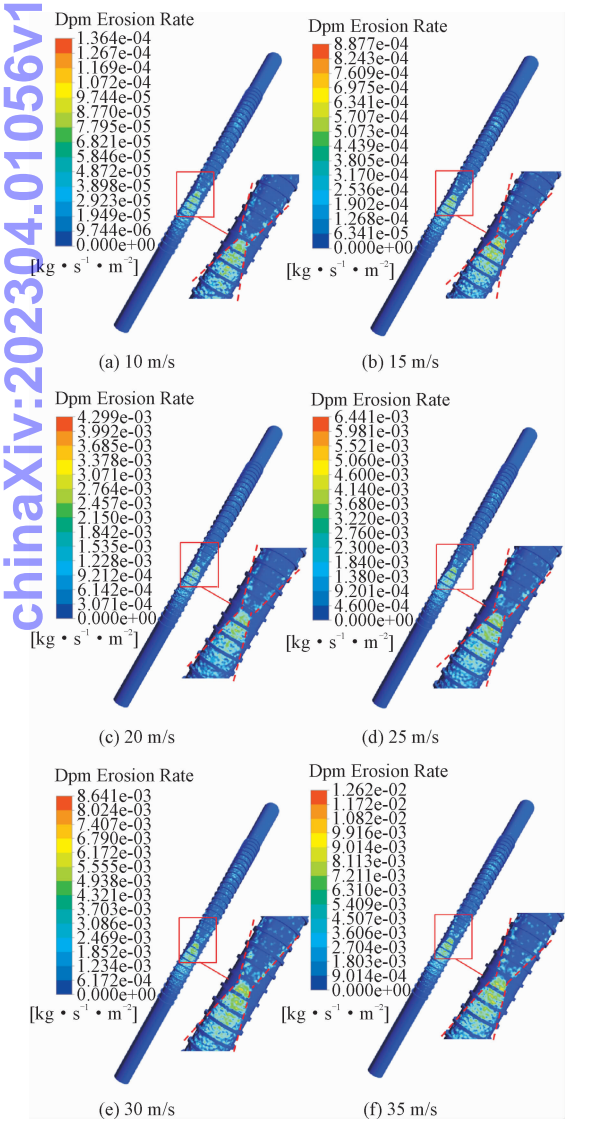 chinaXiv:202304.01056v1
Dpm Erosion Rate
1.364e-04
1.267e-04
1.169e-04
1.072e-04
9.744e-05
8.770e-05
7.795e-05
6.821e-05
5.846e-05
4.872e-05
3.898e-05
2.923e-05
1.949e-05
9.744e-06
0.000e+00
[kg·s⁻¹·m⁻²]
(a) 10 m/s
Dpm Erosion Rate
8.877e-04
8.243e-04
7.609e-04
6.975e-04
6.341e-04
5.707e-04
5.073e-04
4.439e-04
3.805e-04
3.170e-04
2.536e-04
1.902e-04
1.268e-04
6.341e-05
0.000e+00
[kg·s⁻¹·m⁻²]
(b) 15 m/s
Dpm Erosion Rate
4.299e-03
3.992e-03
3.685e-03
3.378e-03
3.071e-03
2.764e-03
2.457e-03
2.150e-03
1.842e-03
1.535e-03
1.228e-03
9.212e-04
6.142e-04
3.071e-04
0.000e+00
[kg·s⁻¹·m⁻²]
(c) 20 m/s
Dpm Erosion Rate
6.441e-03
5.981e-03
5.521e-03
5.060e-03
4.600e-03
4.140e-03
3.680e-03
3.220e-03
2.760e-03
2.300e-03
1.840e-03
1.380e-03
9.201e-04
4.600e-04
0.000e+00
[kg·s⁻¹·m⁻²]
(d) 25 m/s
Dpm Erosion Rate
8.641e-03
8.024e-03
7.407e-03
6.790e-03
6.172e-03
5.555e-03
4.938e-03
4.321e-03
3.703e-03
3.086e-03
2.469e-03
1.852e-03
1.234e-03
6.172e-04
0.000e+00
[kg·s⁻¹·m⁻²]
(e) 30 m/s
Dpm Erosion Rate
1.262e-02
1.172e-02
1.082e-02
9.916e-03
9.014e-03
8.113e-03
7.211e-03
6.310e-03
5.409e-03
4.507e-03
3.606e-03
2.704e-03
1.803e-03
9.014e-04
0.000e+00
[kg·s⁻¹·m⁻²]
(f) 35 m/s